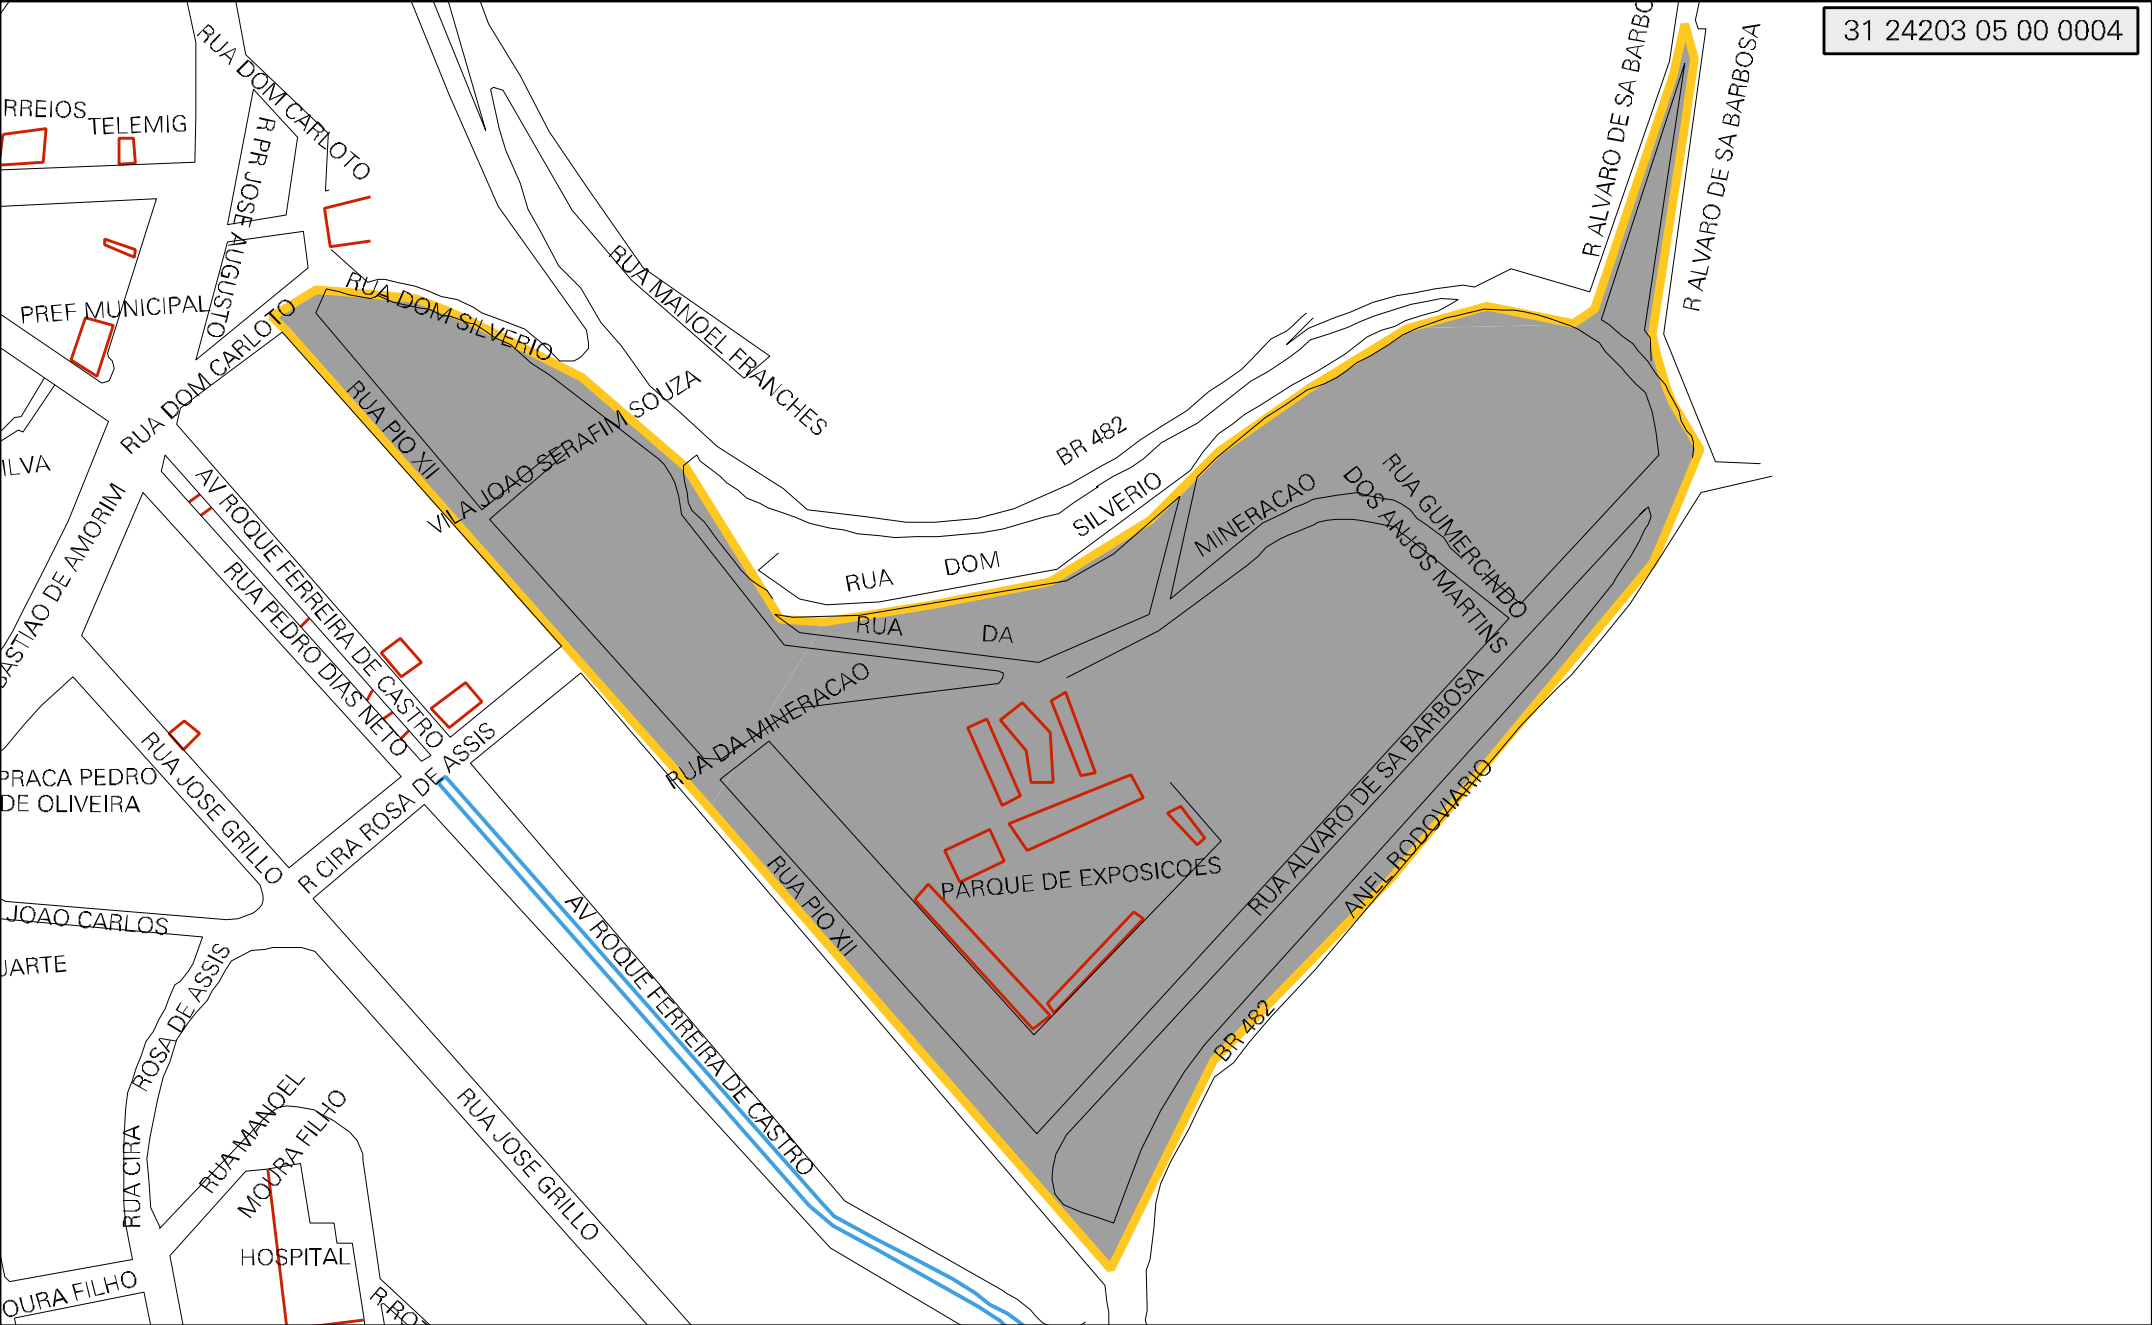 31 24203 05 00 0004
RUA DOM CARLOTO
R ALVARO DE SA BARBO
R ALVARO DE SA BARBOSA
RREIOS
TELEMIG
R PR JOSE AUGUSTO
PREF MUNICIPAL
RUA DOM SILVERIO
RUA MANOEL FRANCHES
RUA DOM CARLOTO
RUA PIO XII
VILA JOAO SERAFIM SOUZA
BR 482
ILVA
AV ROQUE FERREIRA DE CASTRO
RUA DOM SILVERIO
RUA DA MINERACAO
RUA GUMERCINDO
DOS ANJOS MARTINS
ASTIAO DE AMORIM
RUA PEDRO DIAS NETO
RUA DA MINERACAO
RUA ALVARO DE SA BARBOSA
ANEL RODOVIARIO
PRACA PEDRO
DE OLIVEIRA
RUA JOSE GRILLO
R CIRA ROSA DE ASSIS
PARQUE DE EXPOSICOES
RUA PIO XII
JOAO CARLOS
UARTE
AV ROQUE FERREIRA DE CASTRO
BR 482
RUA CIRA ROSA DE ASSIS
RUA MANOEL
MOURA FILHO
RUA JOSE GRILLO
HOSPITAL
OURA FILHO